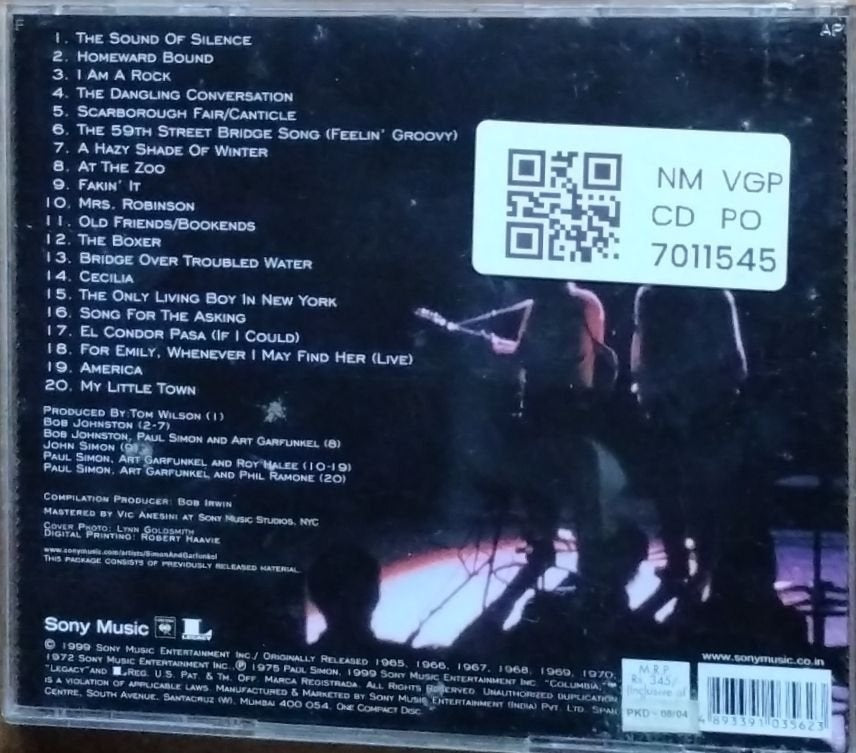 F
AP
1. THE SOUND OF SILENCE
2. HOMEWARD BOUND
3. I AM A ROCK
4. THE DANGLING CONVERSATION
5. SCARBOROUGH FAIR/CANTICLE
6. THE 59TH STREET BRIDGE SONG (FEELIN' GROOVY)
7. A HAZY SHADE OF WINTER
8. AT THE ZOO
9. FAKIN' IT
10. MRS. ROBINSON
11. OLD FRIENDS/BOOKENDS
12. THE BOXER
13. BRIDGE OVER TROUBLED WATER
14. CECILIA
15. THE ONLY LIVING BOY IN NEW YORK
16. SONG FOR THE ASKING
17. EL CONDOR PASA (IF I COULD)
18. FOR EMILY, WHENEVER I MAY FIND HER (LIVE)
19. AMERICA
20. MY LITTLE TOWN
NM VGP
CD PO
7011545
PRODUCED BY:TOM WILSON (1)
BOB JOHNSTON (2-7)
BOB JOHNSTON, PAUL SIMON AND ART GARFUNKEL (8)
JOHN SIMON (9)
PAUL SIMON, ART GARFUNKEL AND ROY HALEE (10-19)
PAUL SIMON, ART GARFUNKEL AND PHIL RAMONE (20)
COMPILATION PRODUCER: BOB IRWIN
MASTERED BY VIC ANESINI AT SONY MUSIC STUDIOS, NYC
COVER PHOTO: LYNN GOLDSMITH
DIGITAL PRINTING: ROBERT HAAVIE
www.sonymusic.com/artists/SimonAndGarfunkel
THIS PACKAGE CONSISTS OF PREVIOUSLY RELEASED MATERIAL.
Sony Music
LEGACY
www.sonymusic.co.in
© 1999 SONY MUSIC ENTERTAINMENT INC./ ORIGINALLY RELEASED 1965, 1966, 1967, 1968, 1969, 1970,
1972 SONY MUSIC ENTERTAINMENT INC., ℗ 1975 PAUL SIMON, 1999 SONY MUSIC ENTERTAINMENT INC. "COLUMBIA,"
"LEGACY" AND REG. U.S. PAT. & TM. OFF. MARCA REGISTRADA. ALL RIGHTS RESERVED. UNAUTHORIZED DUPLICATION
IS A VIOLATION OF APPLICABLE LAWS. MANUFACTURED & MARKETED BY SONY MUSIC ENTERTAINMENT (INDIA) PVT. LTD. SPAN
CENTRE, SOUTH AVENUE, SANTACRUZ (W), MUMBAI 400 054. ONE COMPACT DISC
M.R.P.
Rs. 345/
(Inclusive of
PKD - 08/04
4 893391 035623